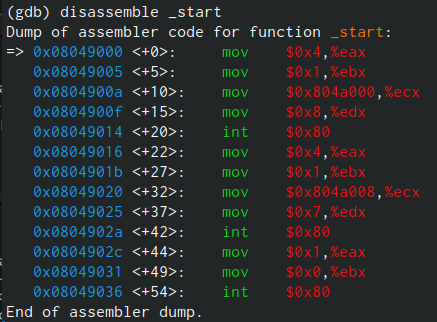 (gdb) disassemble _start
Dump of assembler code for function _start:
=> 0x08049000 <+0>:     mov    $0x4,%eax
   0x08049005 <+5>:     mov    $0x1,%ebx
   0x0804900a <+10>:    mov    $0x804a000,%ecx
   0x0804900f <+15>:    mov    $0x8,%edx
   0x08049014 <+20>:    int    $0x80
   0x08049016 <+22>:    mov    $0x4,%eax
   0x0804901b <+27>:    mov    $0x1,%ebx
   0x08049020 <+32>:    mov    $0x804a008,%ecx
   0x08049025 <+37>:    mov    $0x7,%edx
   0x0804902a <+42>:    int    $0x80
   0x0804902c <+44>:    mov    $0x1,%eax
   0x08049031 <+49>:    mov    $0x0,%ebx
   0x08049036 <+54>:    int    $0x80
End of assembler dump.